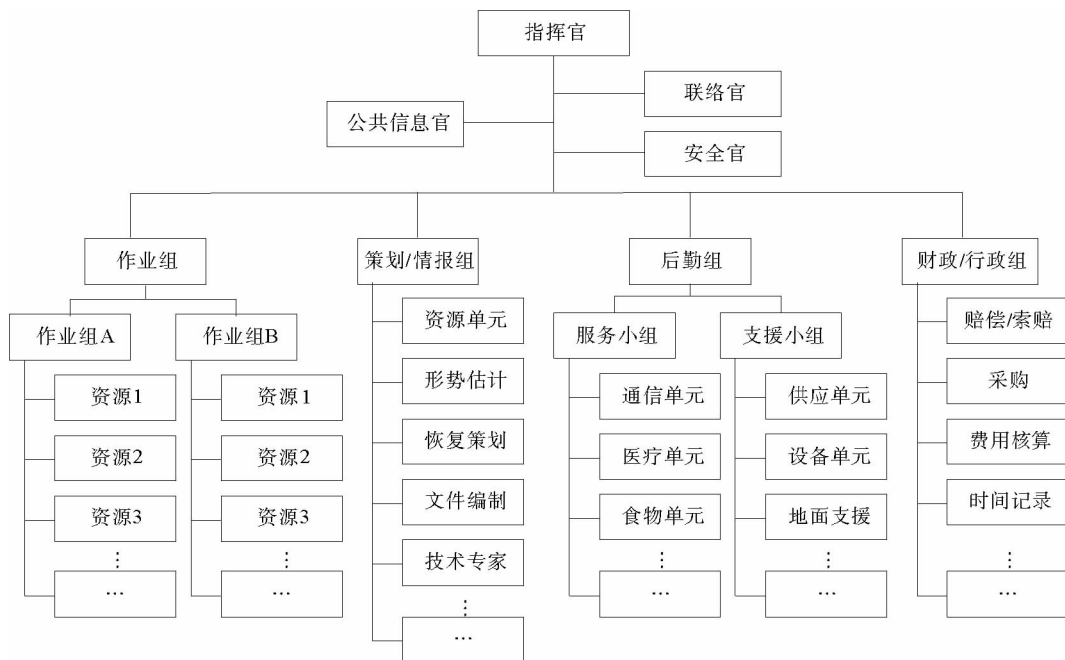 指挥官
联络官
公共信息官
安全官
作业组
策划/情报组
后勤组
财政/行政组
作业组A
作业组B
资源单元
服务小组
支援小组
赔偿/索赔
资源1
资源1
形势估计
通信单元
供应单元
采购
资源2
资源2
恢复策划
医疗单元
设备单元
费用核算
资源3
资源3
文件编制
食物单元
地面支援
时间记录
⋮
⋮
技术专家
⋮
⋮
⋮
…
…
⋮
…
…
…
…